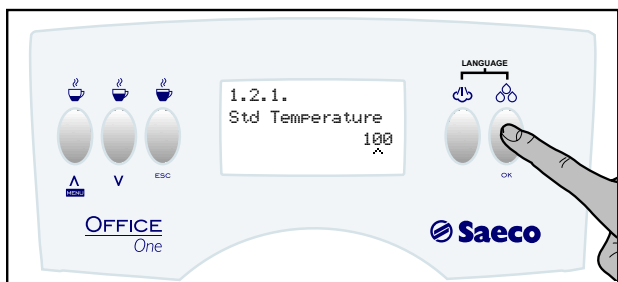 LANGUAGE
1.2.1.
Std Temperature
100
^
MENU
V
ESC
OK
OFFICE
One
Saeco